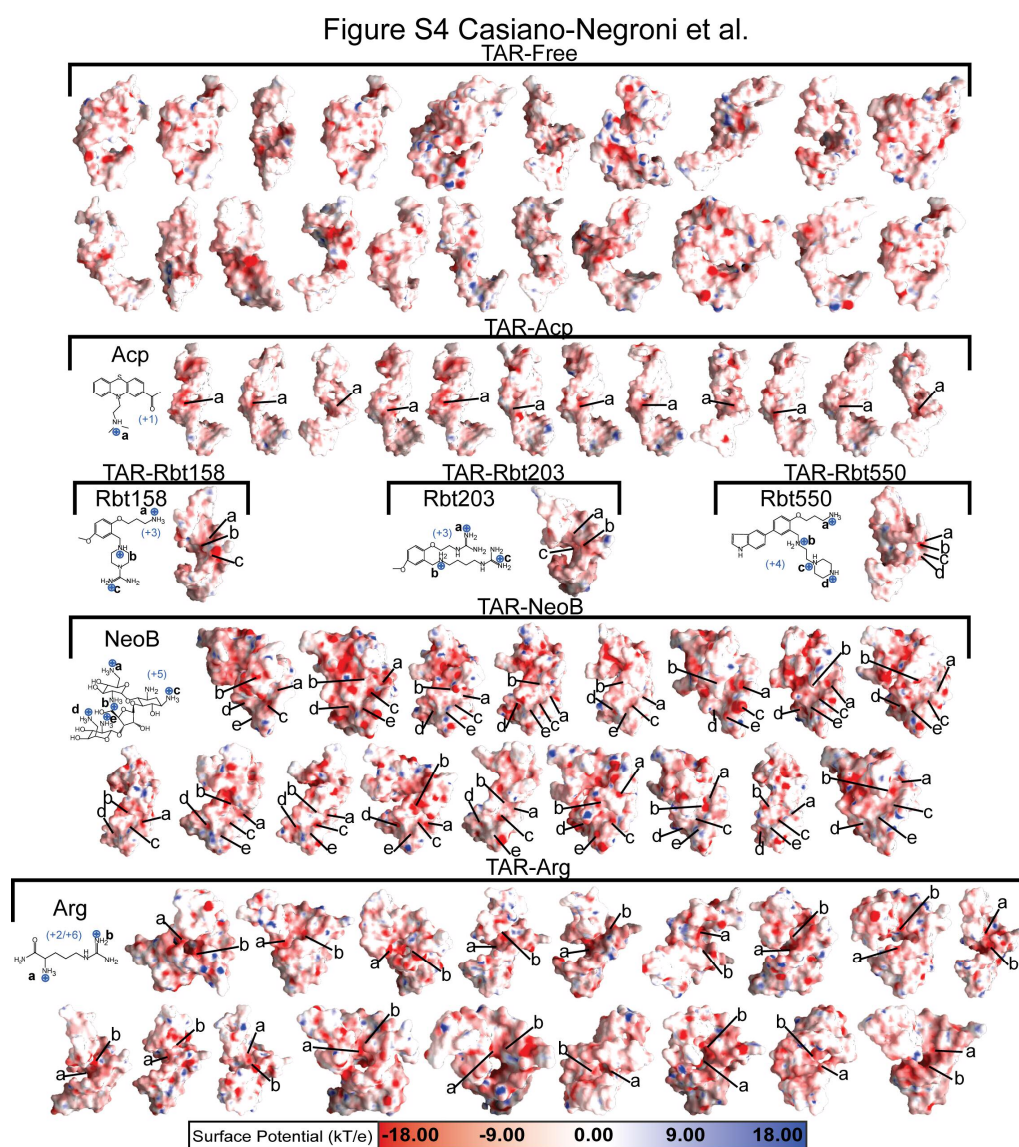 Figure S4 Casiano-Negroni et al.
TAR-Free
TAR-Acp
Acp
(+1)
a
a a a a a a a a a a a a
TAR-Rbt158 TAR-Rbt203 TAR-Rbt550
Rbt158
a
(+3)
b
c
a
b
c
Rbt203
a
(+3)
b
c
a
b
c
Rbt550
a
b
(+4)
c
d
a
b
c
d
TAR-NeoB
NeoB
a
(+5)
b
c
d
e
TAR-Arg
Arg
(+2/+6)
b
a
Surface Potential (kT/e) -18.00 -9.00 0.00 9.00 18.00